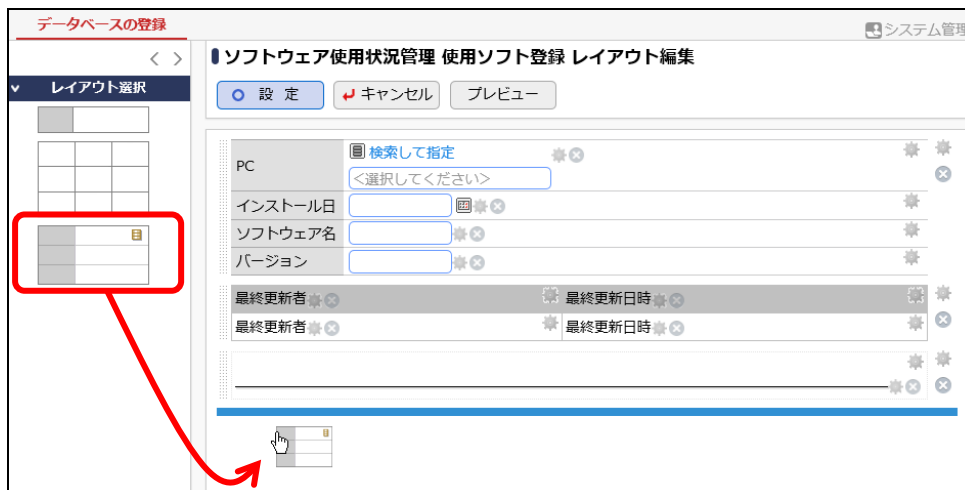 データベースの登録
システム管理
レイアウト選択
ソフトウェア使用状況管理 使用ソフト登録 レイアウト編集
設 定
キャンセル
プレビュー
PC
検索して指定
<選択してください>
インストール日
ソフトウェア名
バージョン
最終更新者 最終更新日時
最終更新者 最終更新日時